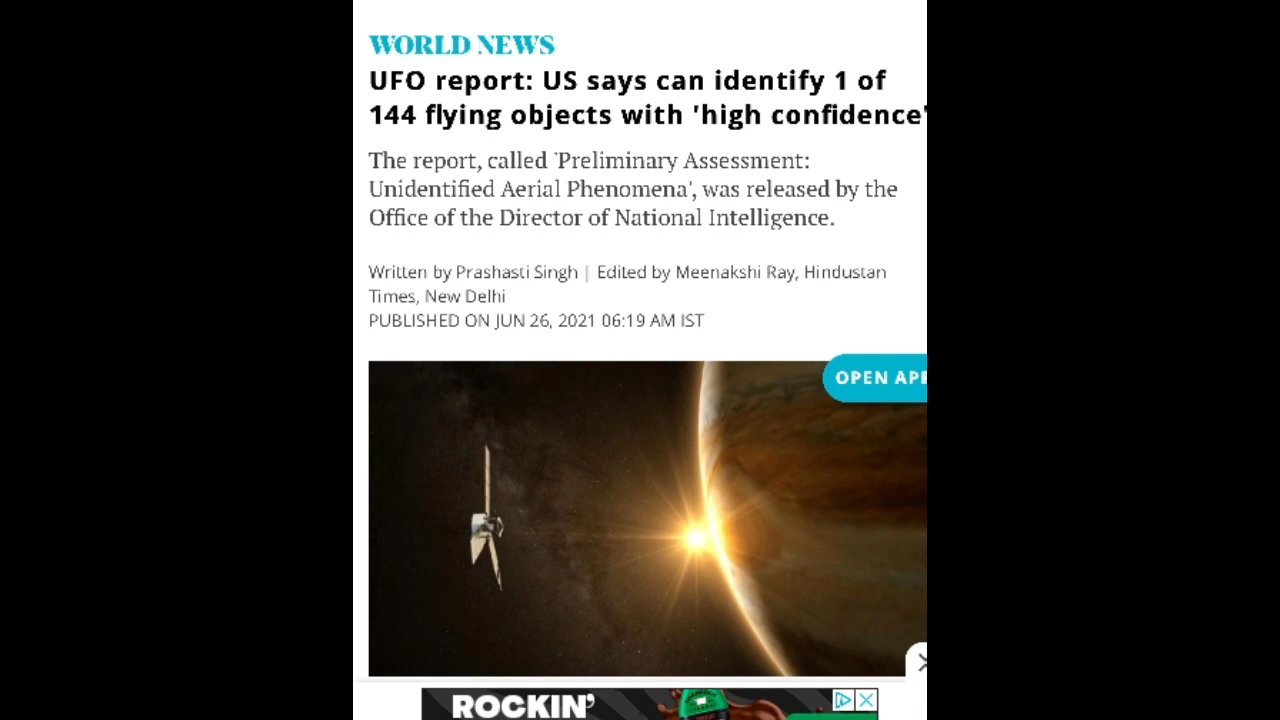 WORLD NEWS
UFO report: US says can identify 1 of
144 flying objects with 'high confidence'
The report, called 'Preliminary Assessment:
Unidentified Aerial Phenomena', was released by the
Office of the Director of National Intelligence.
Written by Prashasti Singh | Edited by Meenakshi Ray, Hindustan
Times, New Delhi
PUBLISHED ON JUN 26, 2021 06:19 AM IST
OPEN APP
ROCKIN'